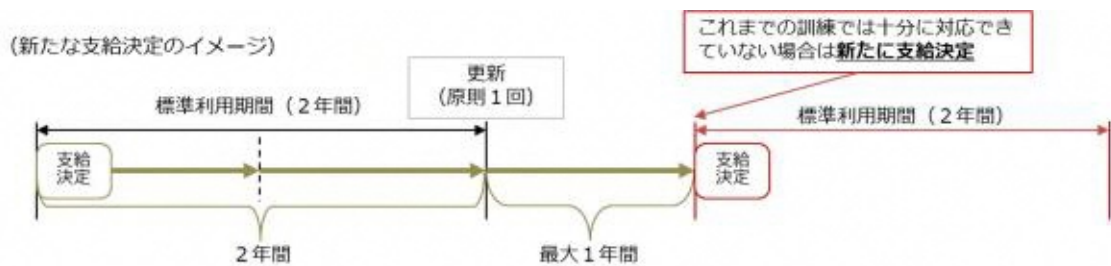 (新たな支給決定のイメージ)
これまでの訓練では十分に対応でき
ていない場合は新たに支給決定
更新
(原則1回)
標準利用期間(2年間)
標準利用期間(2年間)
支給
決定
支給
決定
2年間
最大1年間